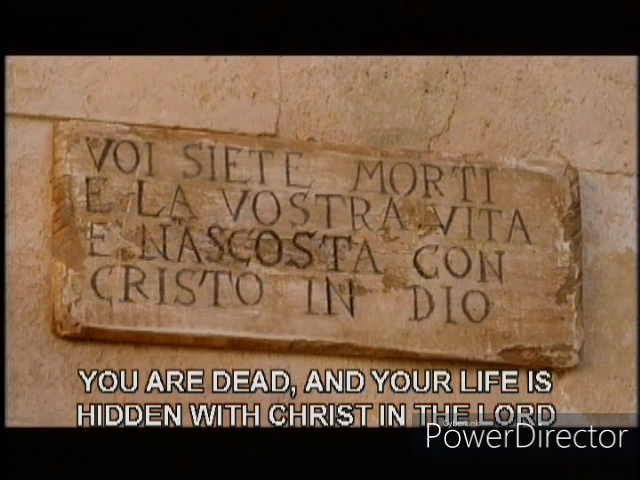 VOI SIETE MORTI
E LA VOSTRA VITA
E' NASCOSTA CON
CRISTO IN DIO
YOU ARE DEAD, AND YOUR LIFE IS
HIDDEN WITH CHRIST IN THE LORD
CyberLink
PowerDirector